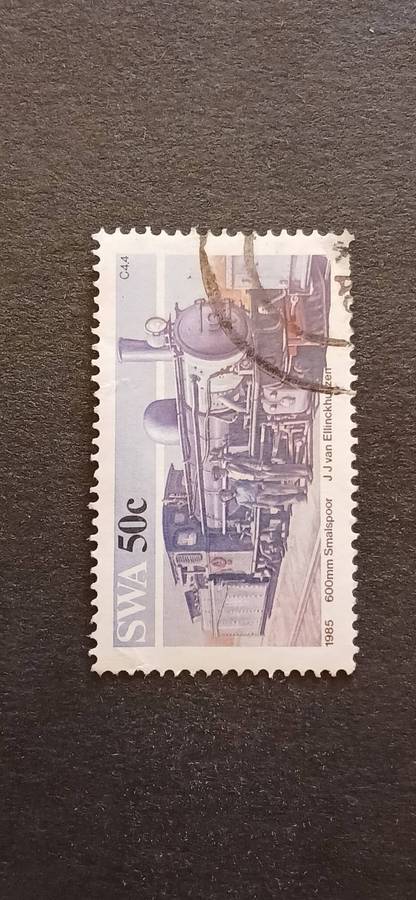 SWA 50c
C4,4
1985 600mm Smalspoor J J van Ellinckhuijzen